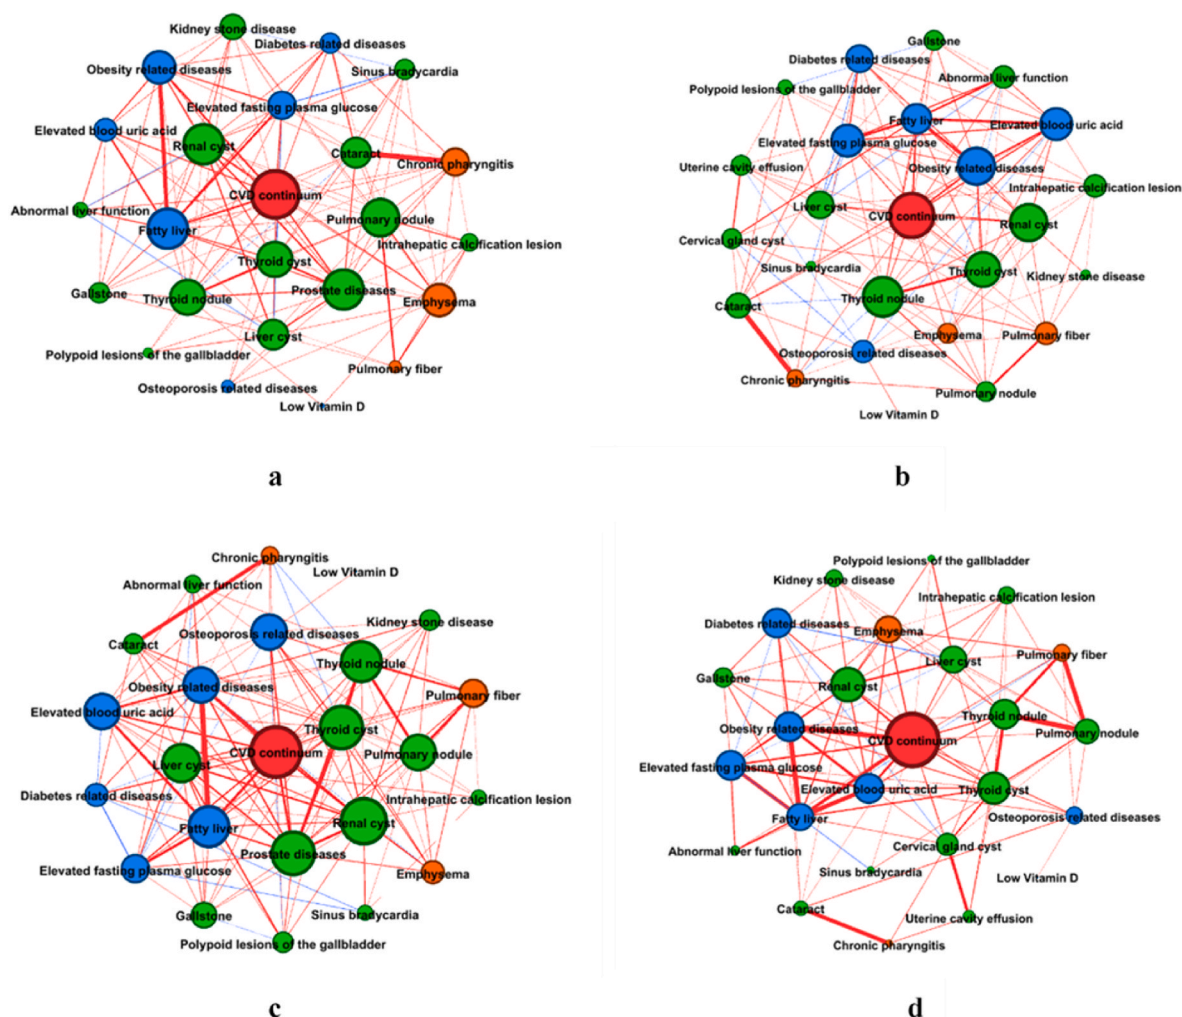 Kidney stone disease
Diabetes related diseases
Obesity related diseases
Sinus bradycardia
Elevated fasting plasma glucose
Elevated blood uric acid
Renal cyst
Cataract
Chronic pharyngitis
CVD continuum
Abnormal liver function
Pulmonary nodule
Fatty liver
Intrahepatic calcification lesion
Thyroid cyst
Gallstone
Thyroid nodule
Prostate diseases
Emphysema
Liver cyst
Polypoid lesions of the gallbladder
Pulmonary fiber
Osteoporosis related diseases
Low Vitamin D
a
Gallstone
Diabetes related diseases
Abnormal liver function
Polypoid lesions of the gallbladder
Fatty liver
Elevated blood uric acid
Elevated fasting plasma glucose
Uterine cavity effusion
Obesity related diseases
Intrahepatic calcification lesion
Liver cyst
CVD continuum
Renal cyst
Cervical gland cyst
Sinus bradycardia
Thyroid cyst
Kidney stone disease
Cataract
Thyroid nodule
Emphysema
Pulmonary fiber
Osteoporosis related diseases
Chronic pharyngitis
Pulmonary nodule
Low Vitamin D
b
Chronic pharyngitis
Low Vitamin D
Abnormal liver function
Kidney stone disease
Osteoporosis related diseases
Cataract
Thyroid nodule
Obesity related diseases
Pulmonary fiber
Elevated blood uric acid
Thyroid cyst
CVD continuum
Pulmonary nodule
Liver cyst
Diabetes related diseases
Intrahepatic calcification lesion
Fatty liver
Renal cyst
Prostate diseases
Elevated fasting plasma glucose
Emphysema
Gallstone
Sinus bradycardia
Polypoid lesions of the gallbladder
c
Polypoid lesions of the gallbladder
Kidney stone disease
Intrahepatic calcification lesion
Diabetes related diseases
Emphysema
Pulmonary fiber
Liver cyst
Gallstone
Renal cyst
Thyroid nodule
Obesity related diseases
Pulmonary nodule
CVD continuum
Elevated fasting plasma glucose
Elevated blood uric acid
Thyroid cyst
Fatty liver
Osteoporosis related diseases
Abnormal liver function
Cervical gland cyst
Sinus bradycardia
Low Vitamin D
Cataract
Uterine cavity effusion
Chronic pharyngitis
d